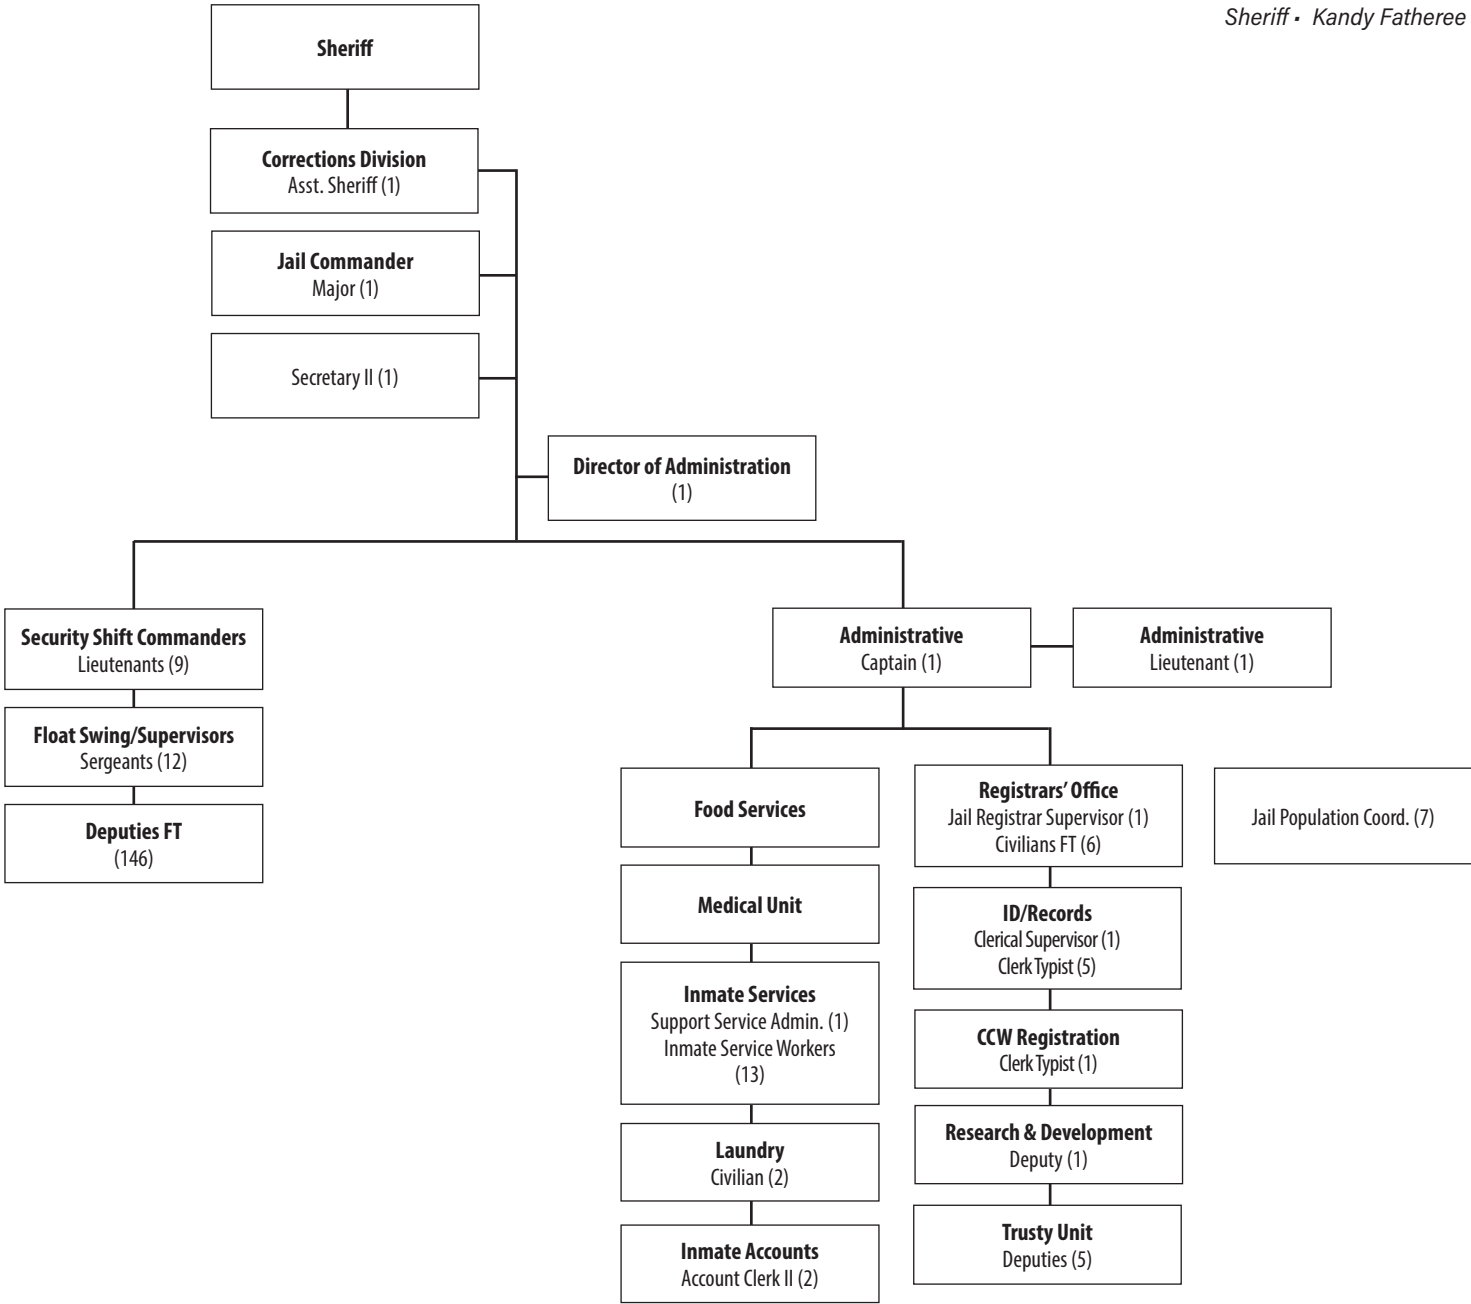 Sheriff • Kandy Fatheree
Sheriff
Corrections Division
Asst. Sheriff (1)
Jail Commander
Major (1)
Secretary II (1)
Director of Administration
(1)
Security Shift Commanders
Lieutenants (9)
Float Swing/Supervisors
Sergeants (12)
Deputies FT
(146)
Administrative
Captain (1)
Administrative
Lieutenant (1)
Food Services
Medical Unit
Inmate Services
Support Service Admin. (1)
Inmate Service Workers
(13)
Laundry
Civilian (2)
Inmate Accounts
Account Clerk II (2)
Registrars’ Office
Jail Registrar Supervisor (1)
Civilians FT (6)
ID/Records
Clerical Supervisor (1)
Clerk Typist (5)
CCW Registration
Clerk Typist (1)
Research & Development
Deputy (1)
Trusty Unit
Deputies (5)
Jail Population Coord. (7)